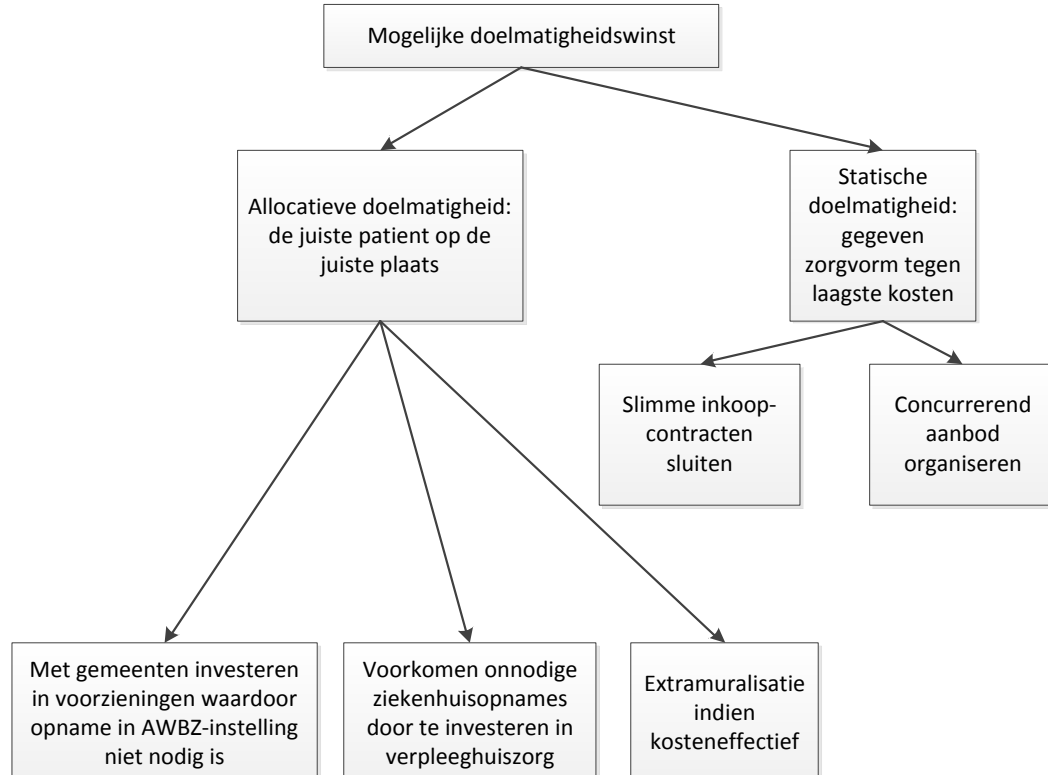 Mogelijke doelmatigheidswinst
Allocatieve doelmatigheid:
de juiste patient op de
juiste plaats
Statische
doelmatigheid:
gegeven
zorgvorm tegen
laagste kosten
Slimme inkoop-
contracten
sluiten
Concurrerend
aanbod
organiseren
Met gemeenten investeren
in voorzieningen waardoor
opname in AWBZ-instelling
niet nodig is
Voorkomen onnodige
ziekenhuisopnames
door te investeren in
verpleeghuiszorg
Extramuralisatie
indien
kosteneffectief